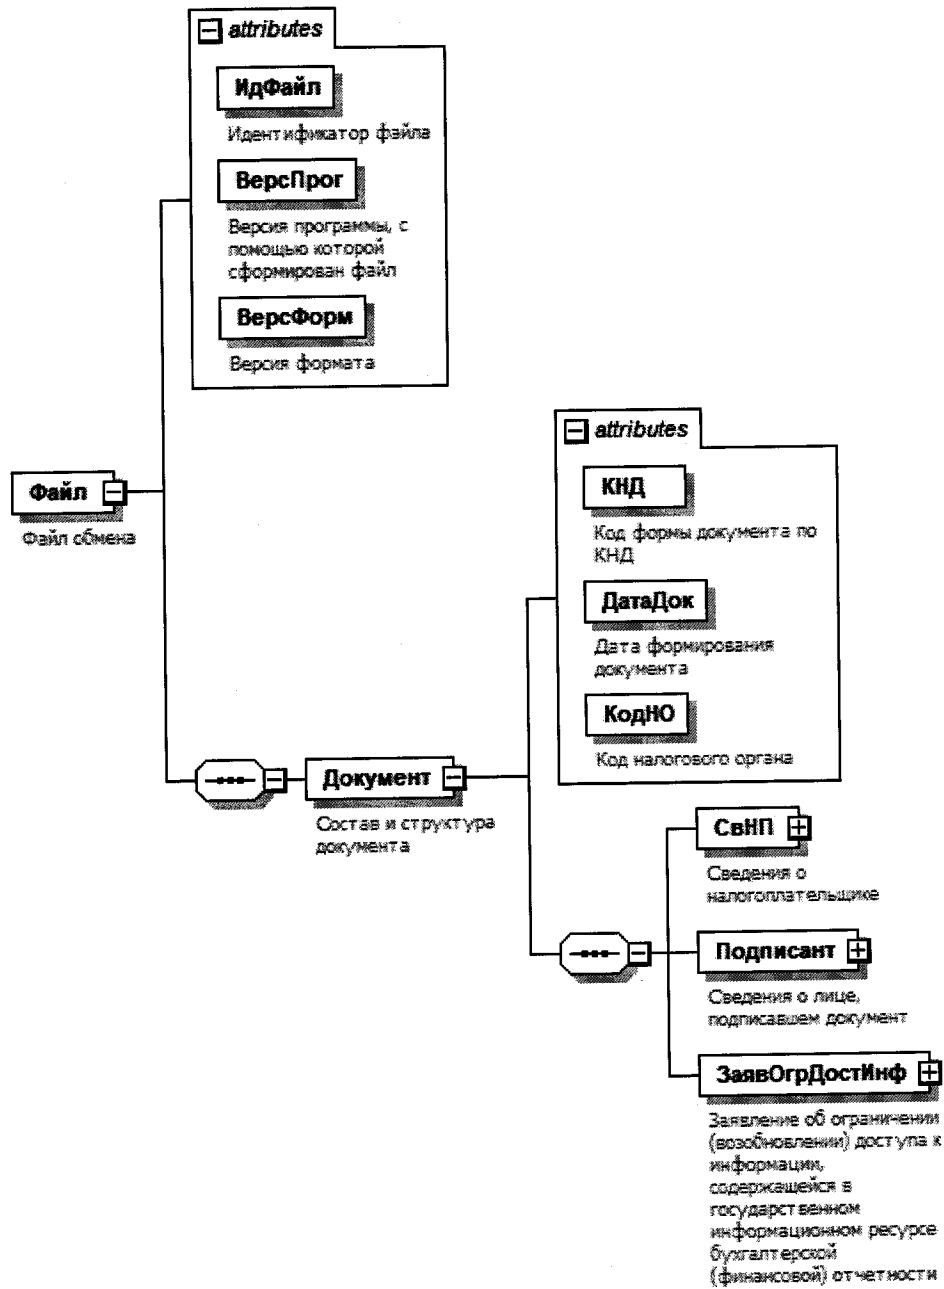 attributes
ИдФайл
Идентификатор файла
ВерсПрог
Версия программы, с
помощью которой
сформирован файл
ВерсФорм
Версия формата
Файл
Файл обмена
attributes
КНД
Код формы документа по
КНД
ДатаДок
Дата формирования
документа
КодНО
Код налогового органа
Документ
Состав и структура
документа
СвНП
Сведения о
налогоплательщике
Подписант
Сведения о лице,
подписавшем документ
ЗаявОгрДостИнф
Заявление об ограничении
(возобновлении) доступа к
информации,
содержащейся в
государственном
информационном ресурсе
бухгалтерской
(финансовой) отчетности